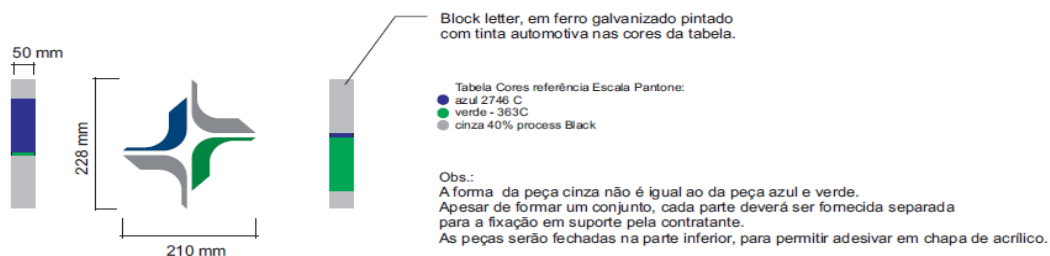 Block letter, em ferro galvanizado pintado
com tinta automotiva nas cores da tabela.
50 mm
Tabela Cores referência Escala Pantone:
azul 2746 C
verde - 363C
cinza 40% process Black
228 mm
Obs.:
A forma da peça cinza não é igual ao da peça azul e verde.
Apesar de formar um conjunto, cada parte deverá ser fornecida separada
para a fixação em suporte pela contratante.
As peças serão fechadas na parte inferior, para permitir adesivar em chapa de acrílico.
210 mm